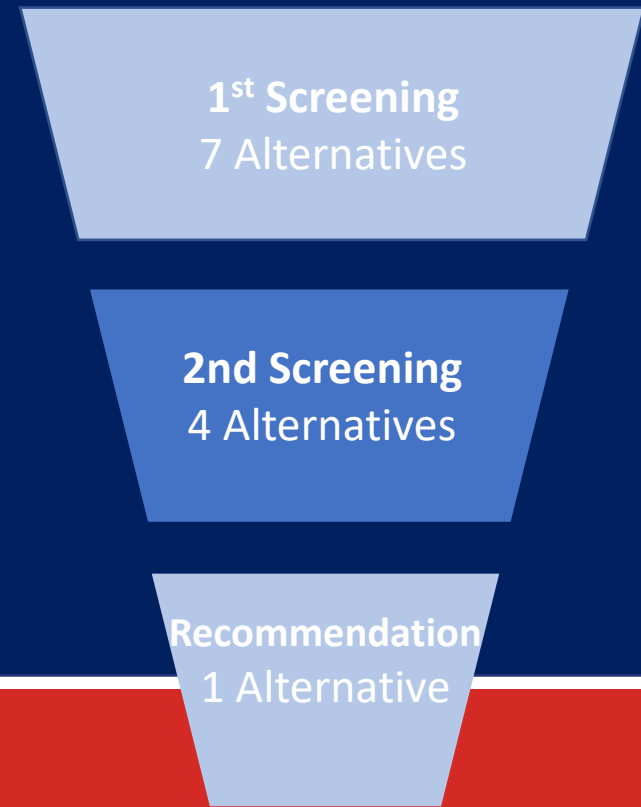 1st Screening
7 Alternatives
2nd Screening
4 Alternatives
Recommendation
1 Alternative